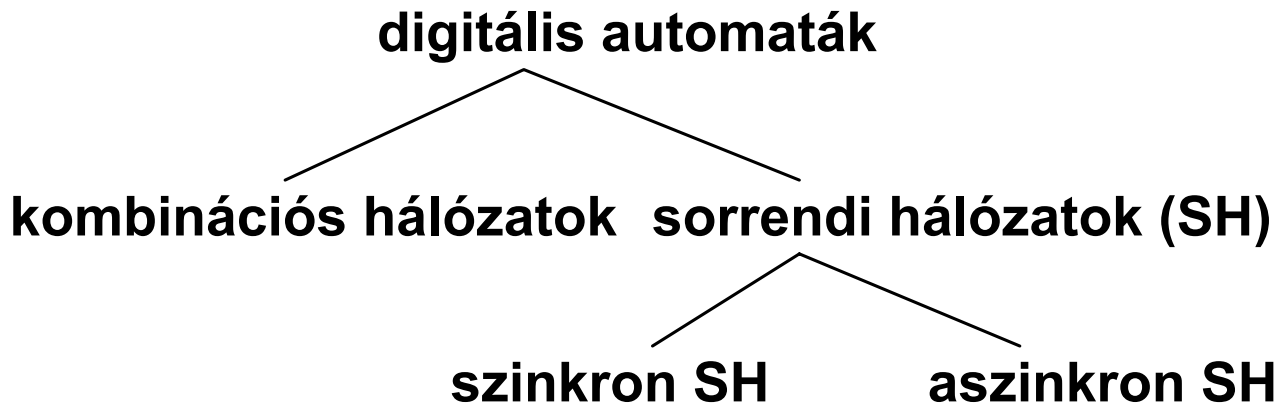 digitális automaták
kombinációs hálózatok sorrendi hálózatok (SH)
szinkron SH aszinkron SH